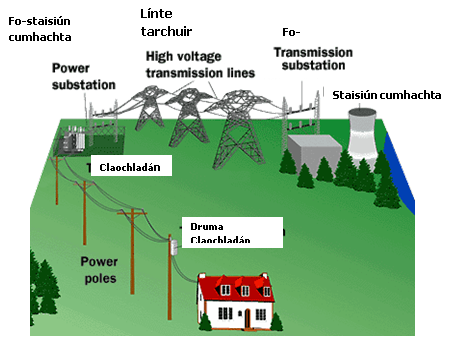 Fo-staisiún
cumhachta
Línte
tarchuir
Fo-
Power
substation
High voltage
transmission lines
Transmission
substation
Staisiún cumhachta
Claochladán
Druma
Claochladán
Power
poles